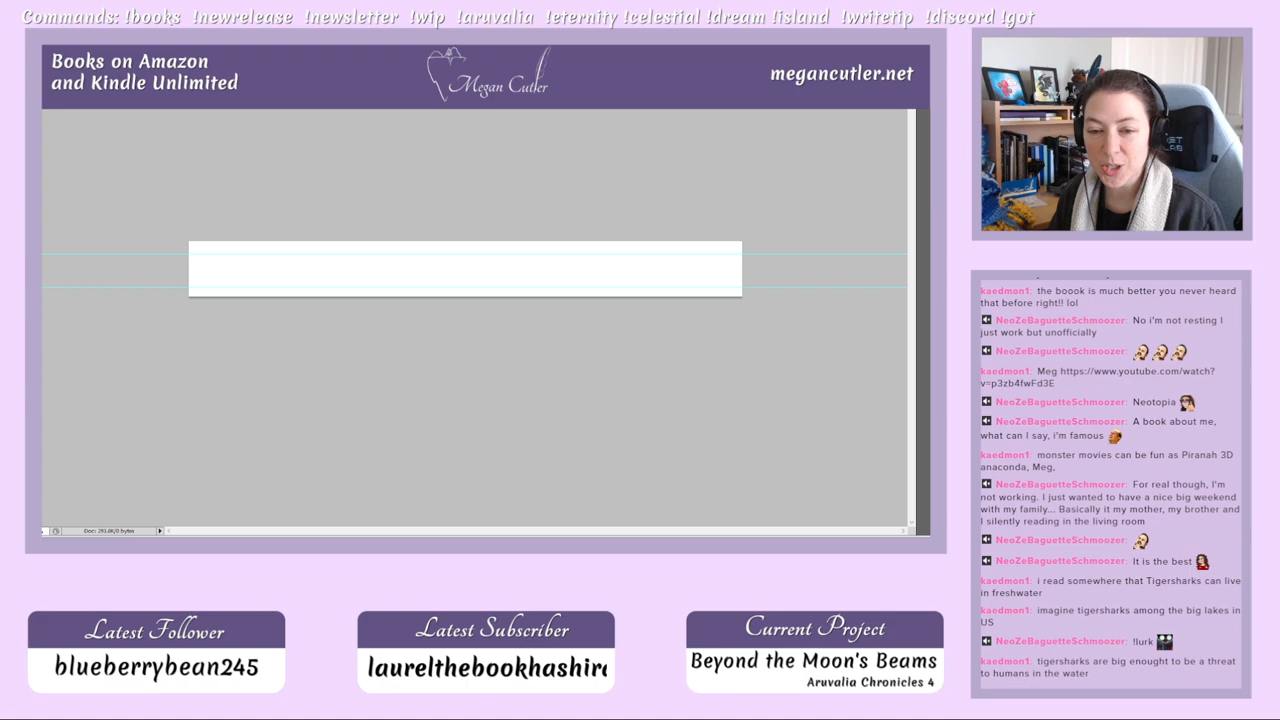 Commands: !books !newrelease !newsletter !wip !aruvalia !eternity !celestial !dream !island !writetip !discord !got
Books on Amazon
and Kindle Unlimited
Megan Cutler
megancutler.net
kaedmon1: the boook is much better you never heard
that before right!! lol
NeoZeBaguetteSchmoozer: No i'm not resting I
just work but unofficially
NeoZeBaguetteSchmoozer:
kaedmon1: Meg https://www.youtube.com/watch?
v=p3zb4fwFd3E
NeoZeBaguetteSchmoozer: Neotopia
NeoZeBaguetteSchmoozer: A book about me,
what can I say, i'm famous
kaedmon1: monster movies can be fun as Piranah 3D
anaconda, Meg,
NeoZeBaguetteSchmoozer: For real though, I'm
not working. I just wanted to have a nice big weekend
with my family... Basically it my mother, my brother and
I silently reading in the living room
NeoZeBaguetteSchmoozer:
NeoZeBaguetteSchmoozer: It is the best
kaedmon1: i read somewhere that Tigersharks can live
in freshwater
kaedmon1: imagine tigersharks among the big lakes in
US
NeoZeBaguetteSchmoozer: !lurk
kaedmon1: tigersharks are big enought to be a threat
to humans in the water
Doc: 293.0K/0 bytes
Latest Follower
blueberrybean245
Latest Subscriber
laurelthebookhashira
Current Project
Beyond the Moon's Beams
Aruvalia Chronicles 4